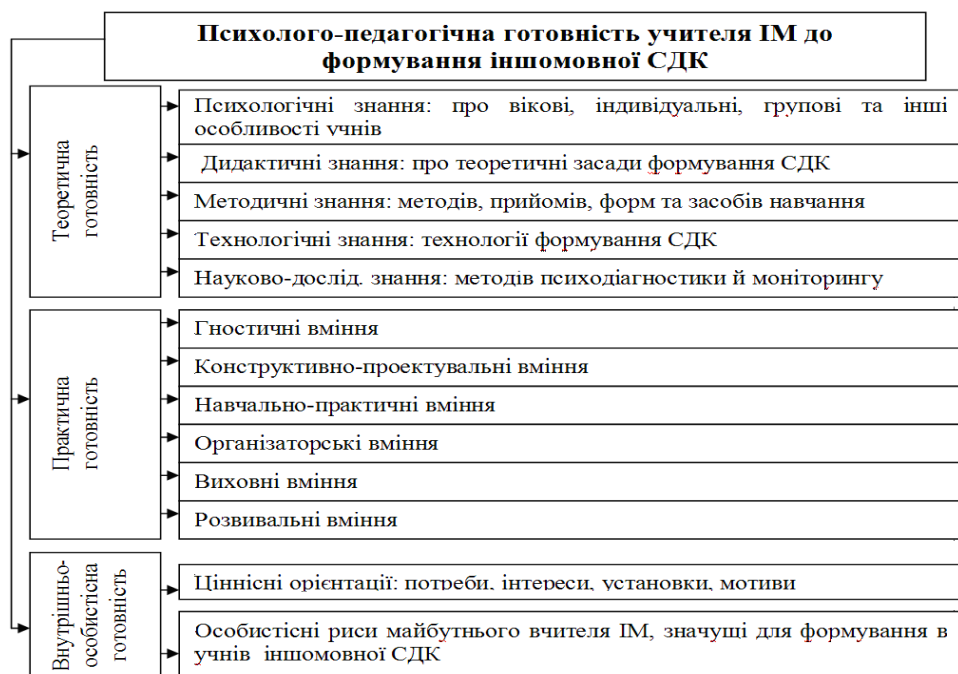 Психолого-педагогічна готовність учителя ІМ до
формування іншомовної СДК
Теоретична
готовність
Психологічні знання: про вікові, індивідуальні, групові та інші
особливості учнів
Дидактичні знання: про теоретичні засади формування СДК
Методичні знання: методів, прийомів, форм та засобів навчання
Технологічні знання: технології формування СДК
Науково-дослід. знання: методів психодіагностики й моніторингу
Практична
готовність
Гностичні вміння
Конструктивно-проектувальні вміння
Навчально-практичні вміння
Організаторські вміння
Виховні вміння
Розвивальні вміння
Внутрішньо-
особистісна
готовність
Ціннісні орієнтації: потреби, інтереси, установки, мотиви
Особистісні риси майбутнього вчителя ІМ, значущі для формування в
учнів іншомовної СДК